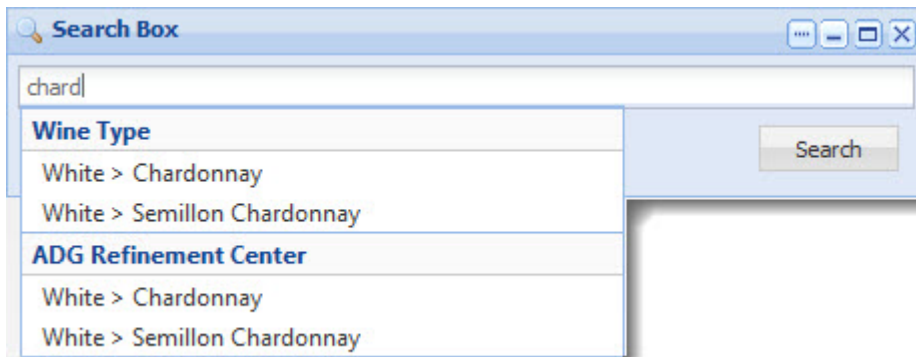 Search Box
chard
Wine Type
White > Chardonnay
White > Semillon Chardonnay
ADG Refinement Center
White > Chardonnay
White > Semillon Chardonnay
Search